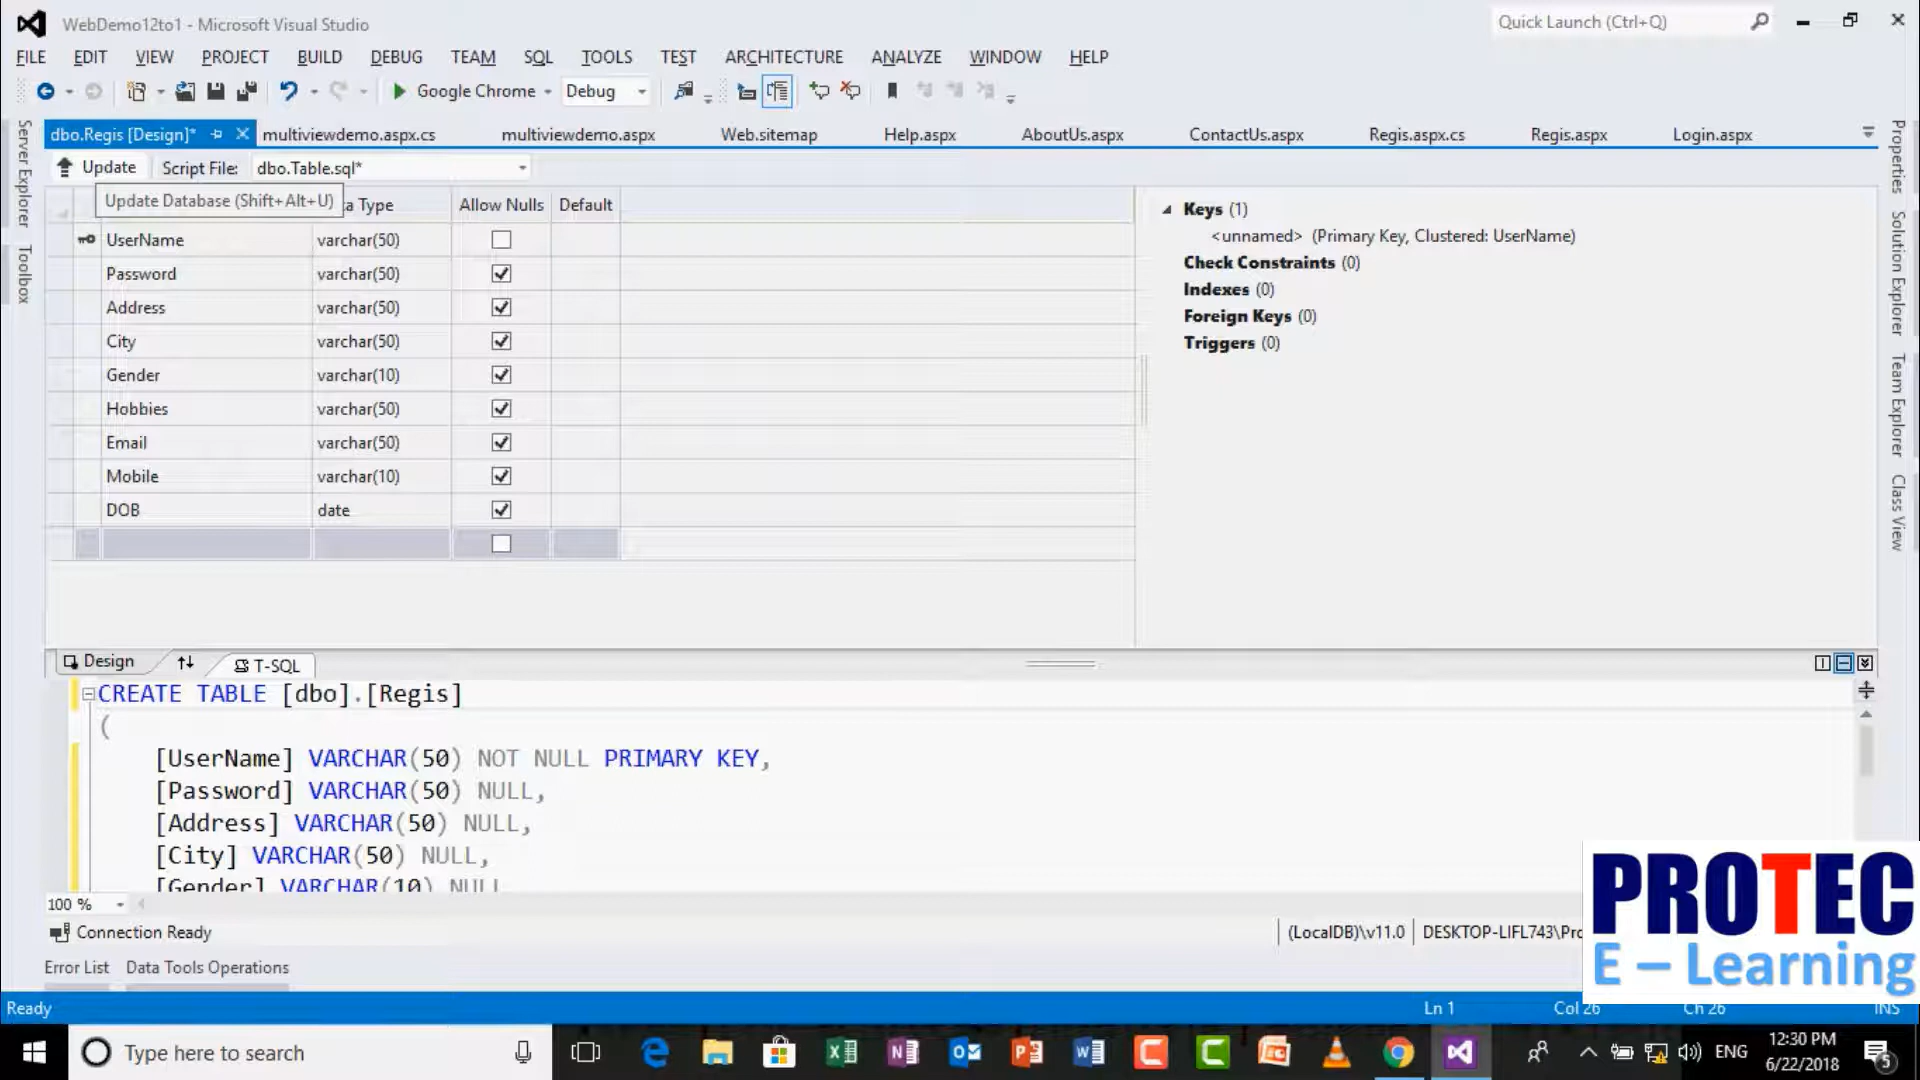 WebDemo12to1 - Microsoft Visual Studio
Quick Launch (Ctrl+Q)
FILE EDIT VIEW PROJECT BUILD DEBUG TEAM SQL TOOLS TEST ARCHITECTURE ANALYZE WINDOW HELP
Google Chrome Debug
dbo.Regis [Design]* multiviewdemo.aspx.cs multiviewdemo.aspx Web.sitemap Help.aspx AboutUs.aspx ContactUs.aspx Regis.aspx.cs Regis.aspx Login.aspx
Server Explorer
Toolbox
Update Script File: dbo.Table.sql*
Update Database (Shift+Alt+U)
a Type Allow Nulls Default
UserName varchar(50)
Password varchar(50)
Address varchar(50)
City varchar(50)
Gender varchar(10)
Hobbies varchar(50)
Email varchar(50)
Mobile varchar(10)
DOB date
Keys (1)
<unnamed> (Primary Key, Clustered: UserName)
Check Constraints (0)
Indexes (0)
Foreign Keys (0)
Triggers (0)
Properties
Solution Explorer
Team Explorer
Class View
Design T-SQL
CREATE TABLE [dbo].[Regis]
(
[UserName] VARCHAR(50) NOT NULL PRIMARY KEY,
[Password] VARCHAR(50) NULL,
[Address] VARCHAR(50) NULL,
[City] VARCHAR(50) NULL,
[Gender] VARCHAR(10) NULL
100 %
Connection Ready (LocalDB)\v11.0 DESKTOP-LIFL743\Pro
PROTEC
E – Learning
Error List Data Tools Operations
Ready Ln 1 Col 26 Ch 26 INS
Type here to search
ENG
12:30 PM
6/22/2018
5